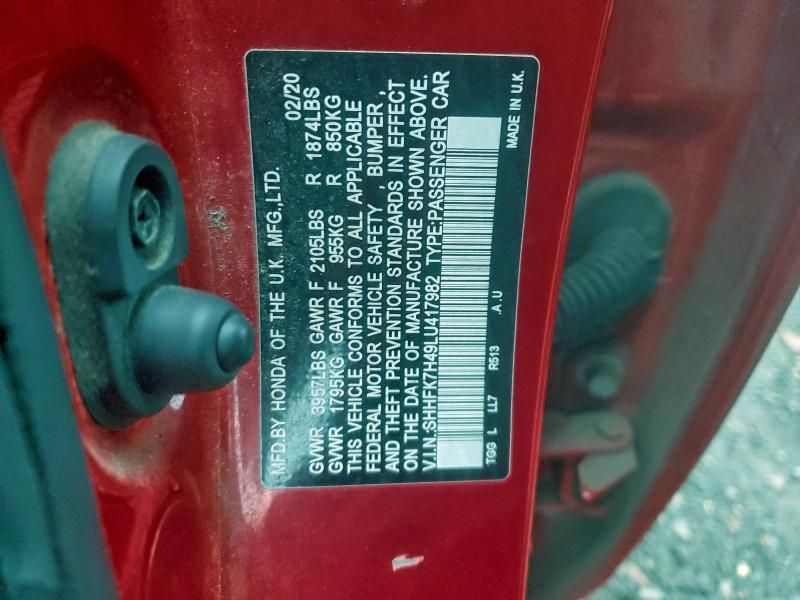 MFD.BY HONDA OF THE U.K. MFG.,LTD. 02/20
GVWR 3957LBS GAWR F 2105LBS R 1874LBS
GVWR 1795KG GAWR F 955KG R 850KG
THIS VEHICLE CONFORMS TO ALL APPLICABLE
FEDERAL MOTOR VEHICLE SAFETY , BUMPER ,
AND THEFT PREVENTION STANDARDS IN EFFECT
ON THE DATE OF MANUFACTURE SHOWN ABOVE.
V.I.N.:SHHFK7H49LU417982 TYPE:PASSENGER CAR
TGG L LL7 R513 .A.U MADE IN U.K.